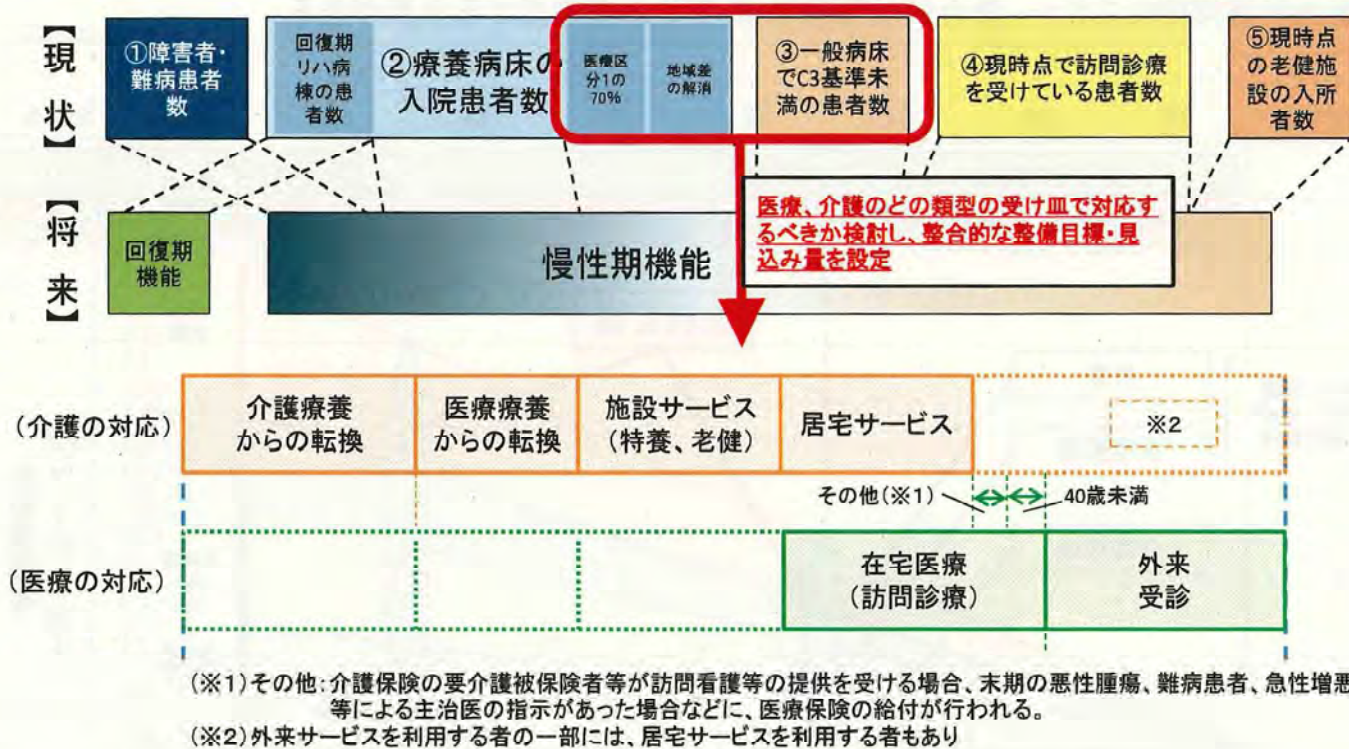 【現状】
①障害者・
難病患者
数
回復期
リハ病
棟の患
者数
②療養病床の
入院患者数
医療区
分1の
70%
地域差
の解消
③一般病床
でC3基準未
満の患者数
④現時点で訪問診療
を受けている患者数
⑤現時点
の老健施
設の入所
者数
【将来】
回復期
機能
慢性期機能
医療、介護のどの類型の受け皿で対応す
るべきか検討し、整合的な整備目標・見
込み量を設定
(介護の対応)
介護療養
からの転換
医療療養
からの転換
施設サービス
(特養、老健)
居宅サービス
※2
その他(※1)
40歳未満
(医療の対応)
在宅医療
(訪問診療)
外来
受診
(※1)その他:介護保険の要介護被保険者等が訪問看護等の提供を受ける場合、末期の悪性腫瘍、難病患者、急性増悪
等による主治医の指示があった場合などに、医療保険の給付が行われる。
(※2)外来サービスを利用する者の一部には、居宅サービスを利用する者もあり